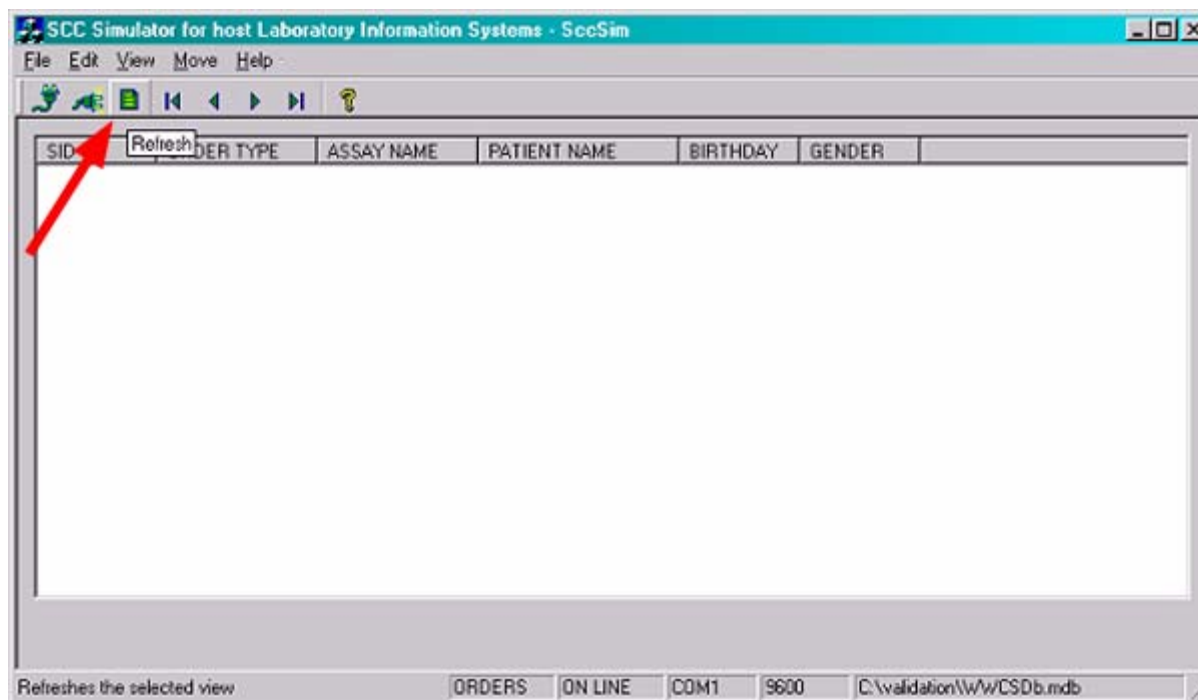 SCC Simulator for host Laboratory Information Systems - SccSim
File Edit View Move Help
Refresh
SID DER TYPE ASSAY NAME PATIENT NAME BIRTHDAY GENDER
Refreshes the selected view ORDERS ON LINE COM1 9600 C:\validation\WWCSDb.mdb